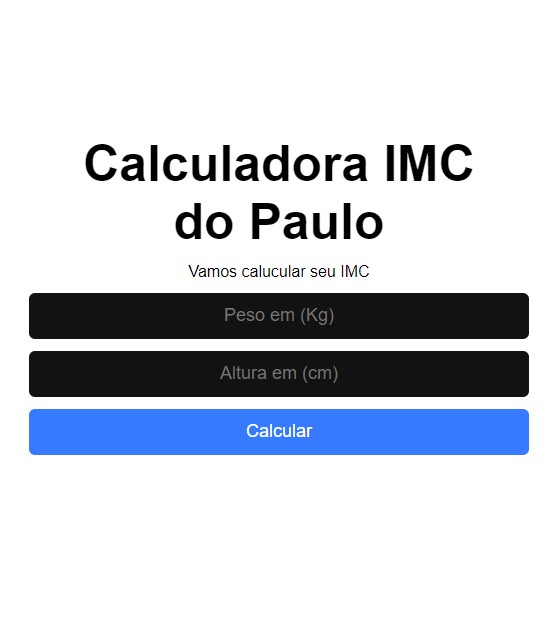 Calculadora IMC
do Paulo
Vamos calucular seu IMC
Peso em (Kg)
Altura em (cm)
Calcular